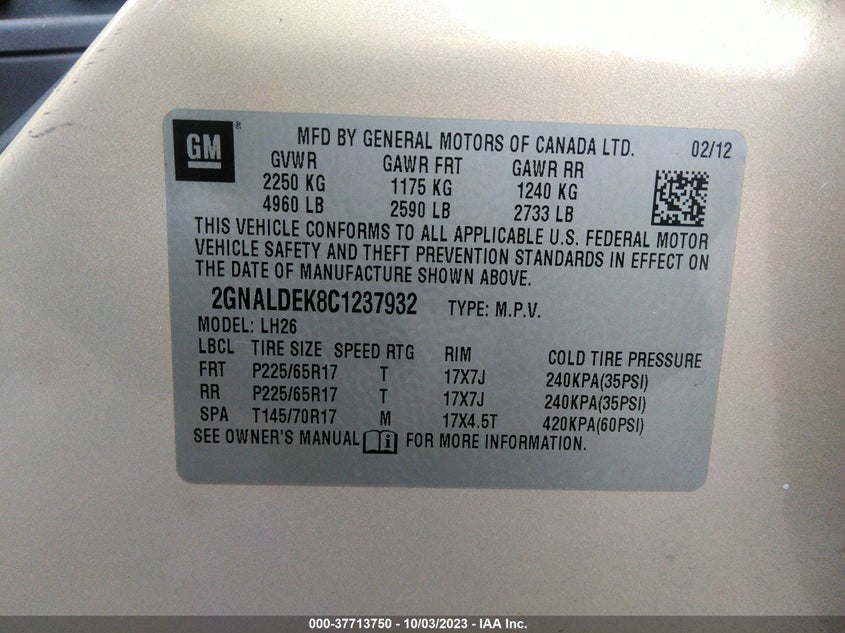 GM ®
MFD BY GENERAL MOTORS OF CANADA LTD. 02/12
GVWR GAWR FRT GAWR RR
2250 KG 1175 KG 1240 KG
4960 LB 2590 LB 2733 LB
THIS VEHICLE CONFORMS TO ALL APPLICABLE U.S. FEDERAL MOTOR
VEHICLE SAFETY AND THEFT PREVENTION STANDARDS IN EFFECT ON
THE DATE OF MANUFACTURE SHOWN ABOVE.
2GNALDEK8C1237932 TYPE: M.P.V.
MODEL: LH26
LBCL TIRE SIZE SPEED RTG RIM COLD TIRE PRESSURE
FRT P225/65R17 T 17X7J 240KPA(35PSI)
RR P225/65R17 T 17X7J 240KPA(35PSI)
SPA T145/70R17 M 17X4.5T 420KPA(60PSI)
SEE OWNER'S MANUAL FOR MORE INFORMATION.
000-37713750 - 10/03/2023 - IAA Inc.